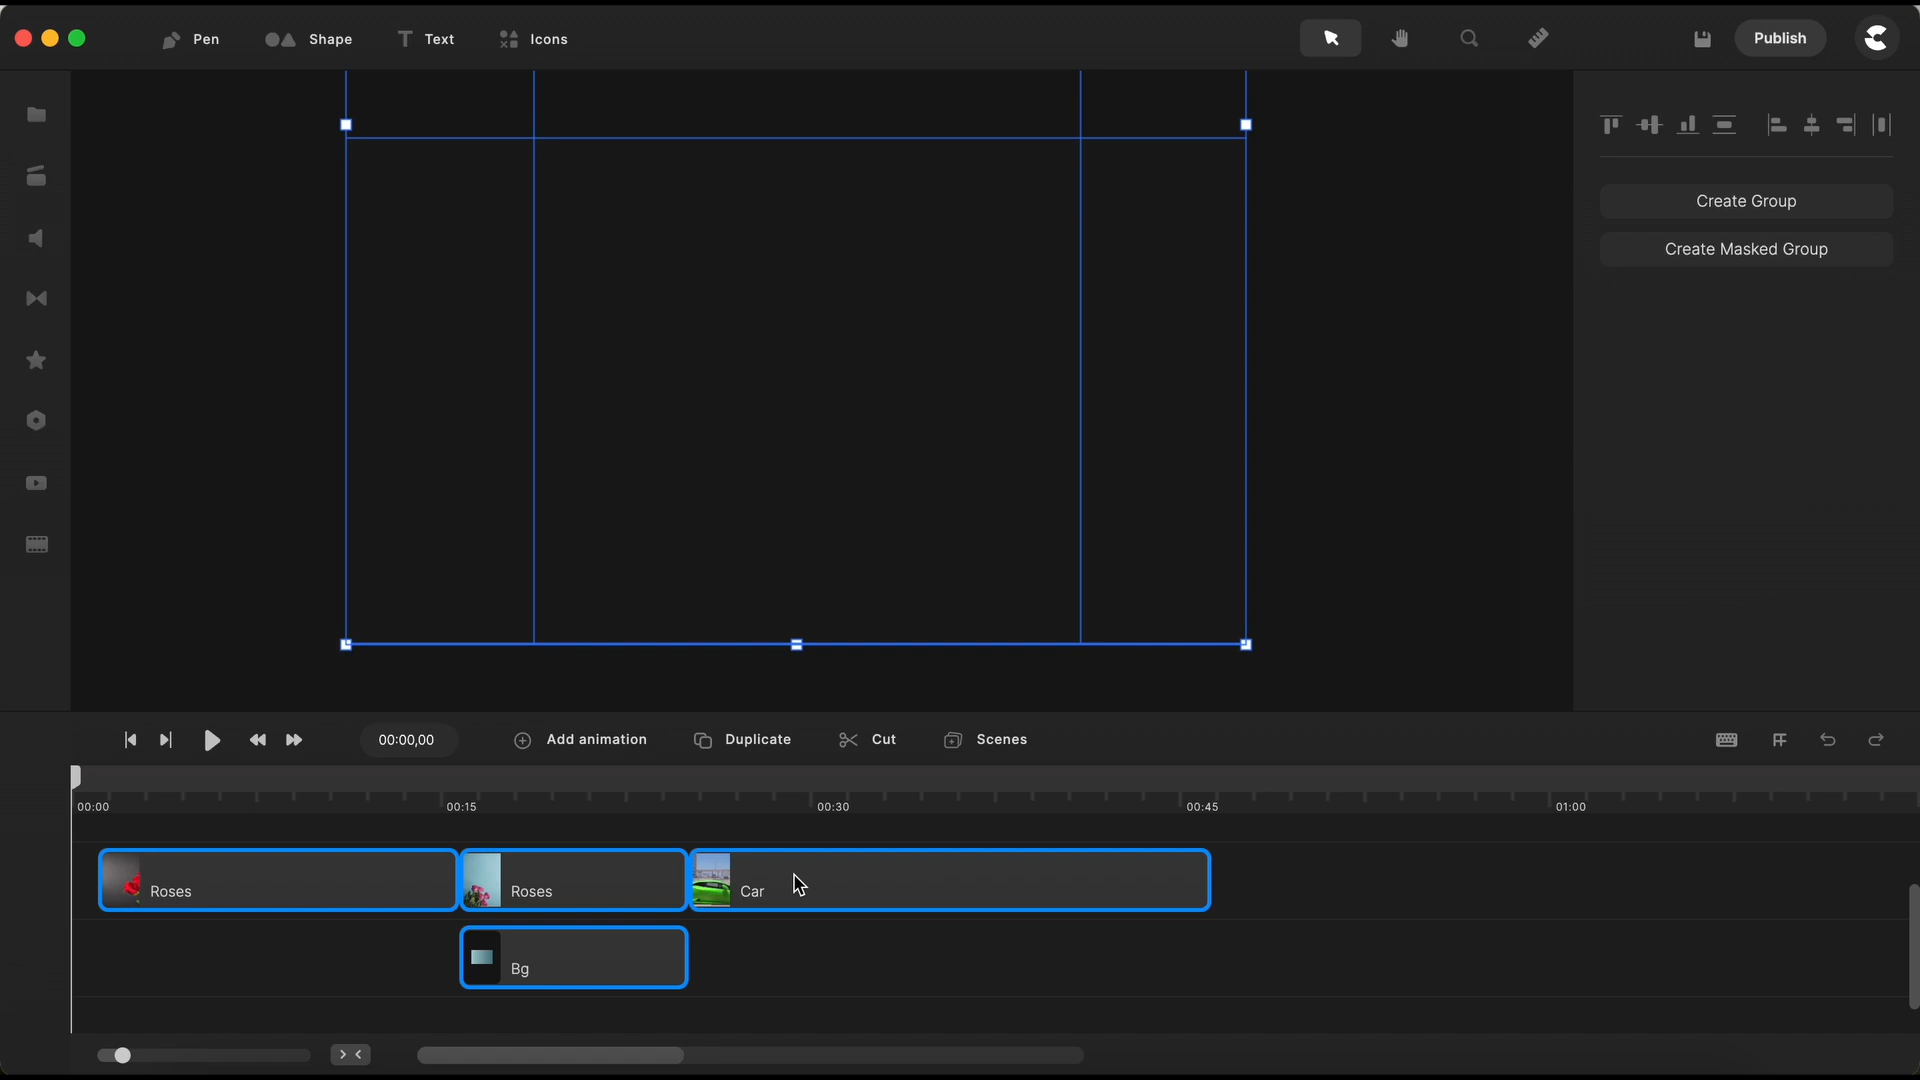 Pen Shape Text Icons Publish
Create Group
Create Masked Group
00:00,00 Add animation Duplicate Cut Scenes
00:00 00:15 00:30 00:45 01:00
Roses Roses Car
Bg